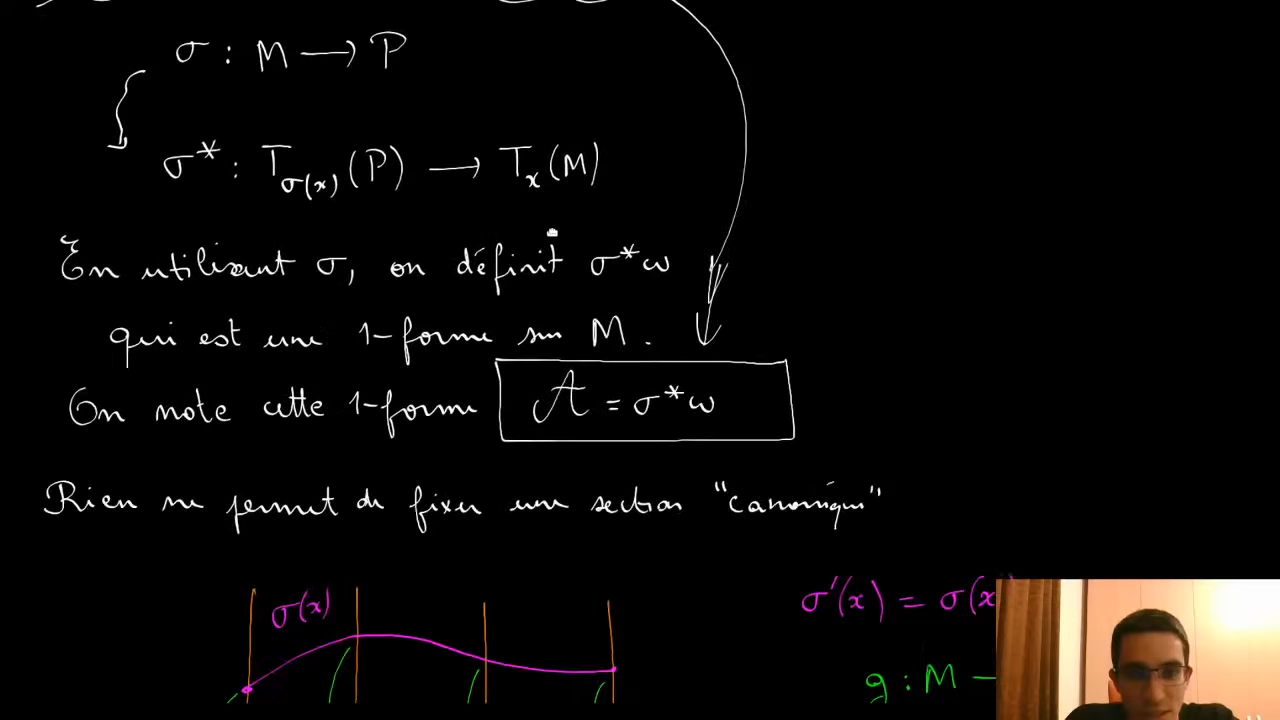 σ : M ⟶ P
σ* : T_σ(x) (P) ⟶ T_x (M)
En utilisant σ, on définit σ*ω
qui est une 1-forme sur M.
On note cette 1-forme 𝒜 = σ*ω
Rien ne permet de fixer une section "canonique"
σ(x)
σ'(x) = σ(x
g : M —